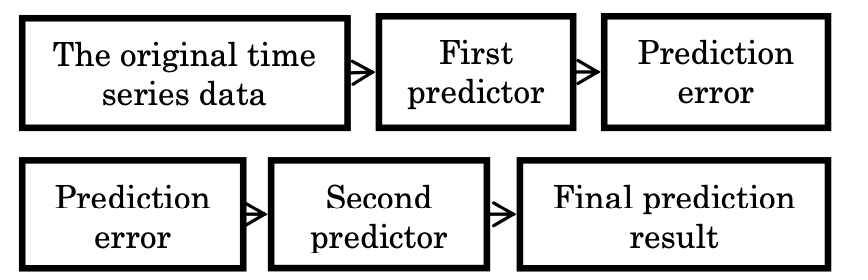 The original time
series data
First
predictor
Prediction
error
Prediction
error
Second
predictor
Final prediction
result